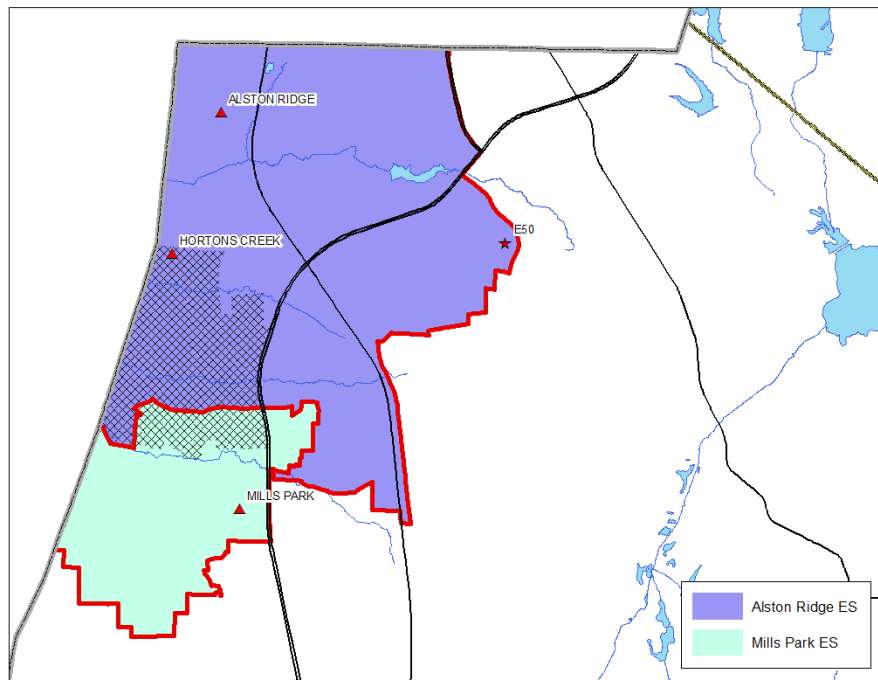 ALSTON RIDGE
E50
HORTONS CREEK
MILLS PARK
Alston Ridge ES
Mills Park ES